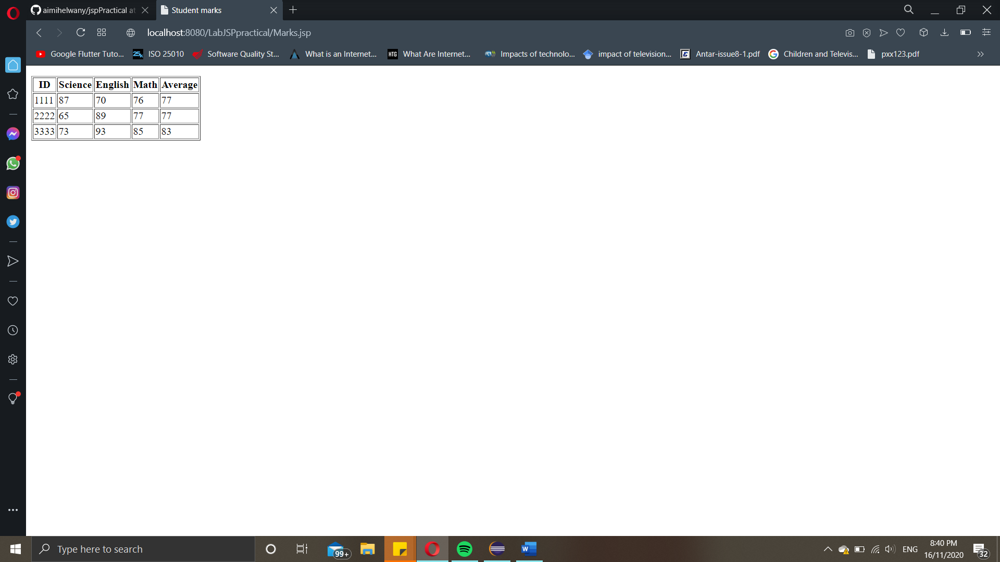 aimihelwany/jspPractical at
Student marks
localhost:8080/LabJSPpractical/Marks.jsp
Google Flutter Tuto...
25k ISO 25010
Software Quality St...
What is an Internet...
HTG What Are Internet...
Impacts of technolo...
impact of television...
Antar-issue8-1.pdf
Children and Televis...
pxx123.pdf
ID Science English Math Average
1111 87 70 76 77
2222 65 89 77 77
3333 73 93 85 83
Type here to search
99+
W
ENG
8:40 PM
16/11/2020
32